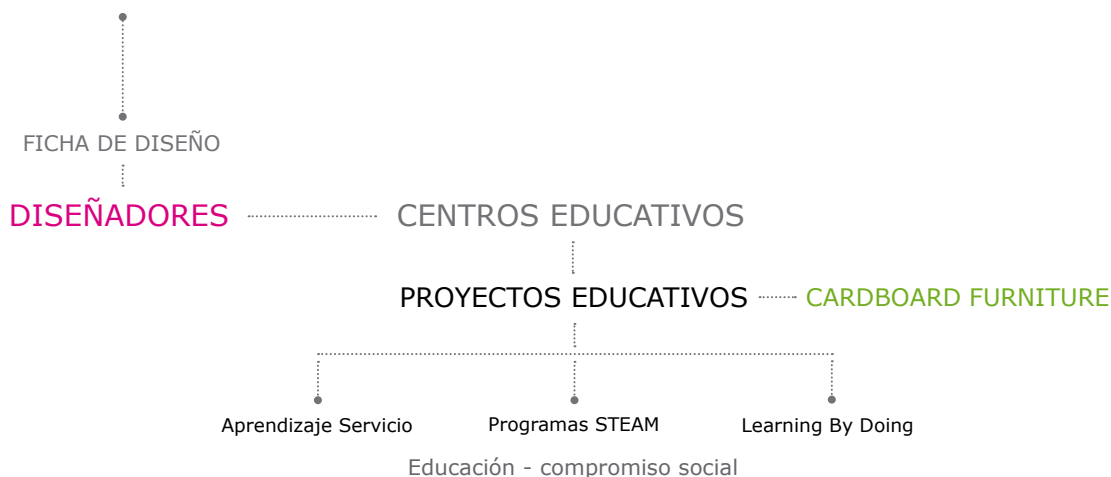 FICHA DE DISEÑO
DISEÑADORES
CENTROS EDUCATIVOS
PROYECTOS EDUCATIVOS
CARDBOARD FURNITURE
Aprendizaje Servicio
Programas STEAM
Learning By Doing
Educación - compromiso social